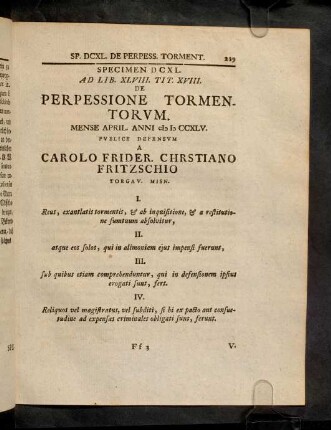 SP. DCXL. DE PERPESS. TORMENT. 229
SPECIMEN DCXL.
AD LIB. XLVIII. TIT. XVIII.
DE
PERPESSIONE TORMEN-
TORVM.
MENSE APRIL. ANNI cIɔ Iɔ CCXLV.
PVBLICE DEFENSVM
A
CAROLO FRIDER. CHRSTIANO
FRITZSCHIO
TORGAV. MISN.
I.
Reus, exantlatis tormentis, & ab inquisitione, & a restitutio-
ne sumtuum absolvitur,
II.
atque eos solos, qui in alimoniam ejus impensi fuerunt,
III.
sub quibus etiam comprehenduntur, qui in defensionem ipsius
erogati sunt, fert.
IV.
Reliquos vel magistratus, vel subditi, si hi ex pacto aut consue-
tudine ad expensas criminales obligati sunt, ferunt.
Ff 3 V.